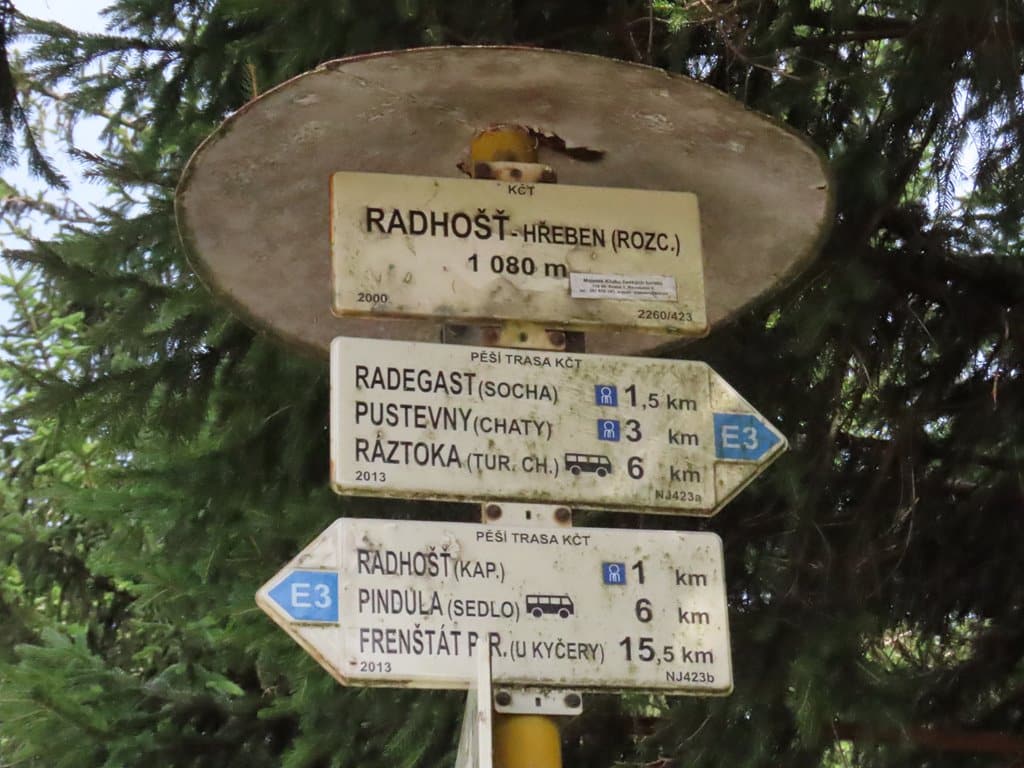 KČT
RADHOŠŤ - HŘEBEN (ROZC.)
1 080 m
2000
2260/423
PĚŠÍ TRASA KČT
RADEGAST (SOCHA) 1,5 km
PUSTEVNY (CHATY) 3 km
RÁZTOKA (TUR. CH.) 6 km
E3
2013
NJ423a
PĚŠÍ TRASA KČT
RADHOŠŤ (KAP.) 1 km
E3
PINDULA (SEDLO) 6 km
FRENŠTÁT P. R. (U KYČERY) 15,5 km
2013
NJ423b